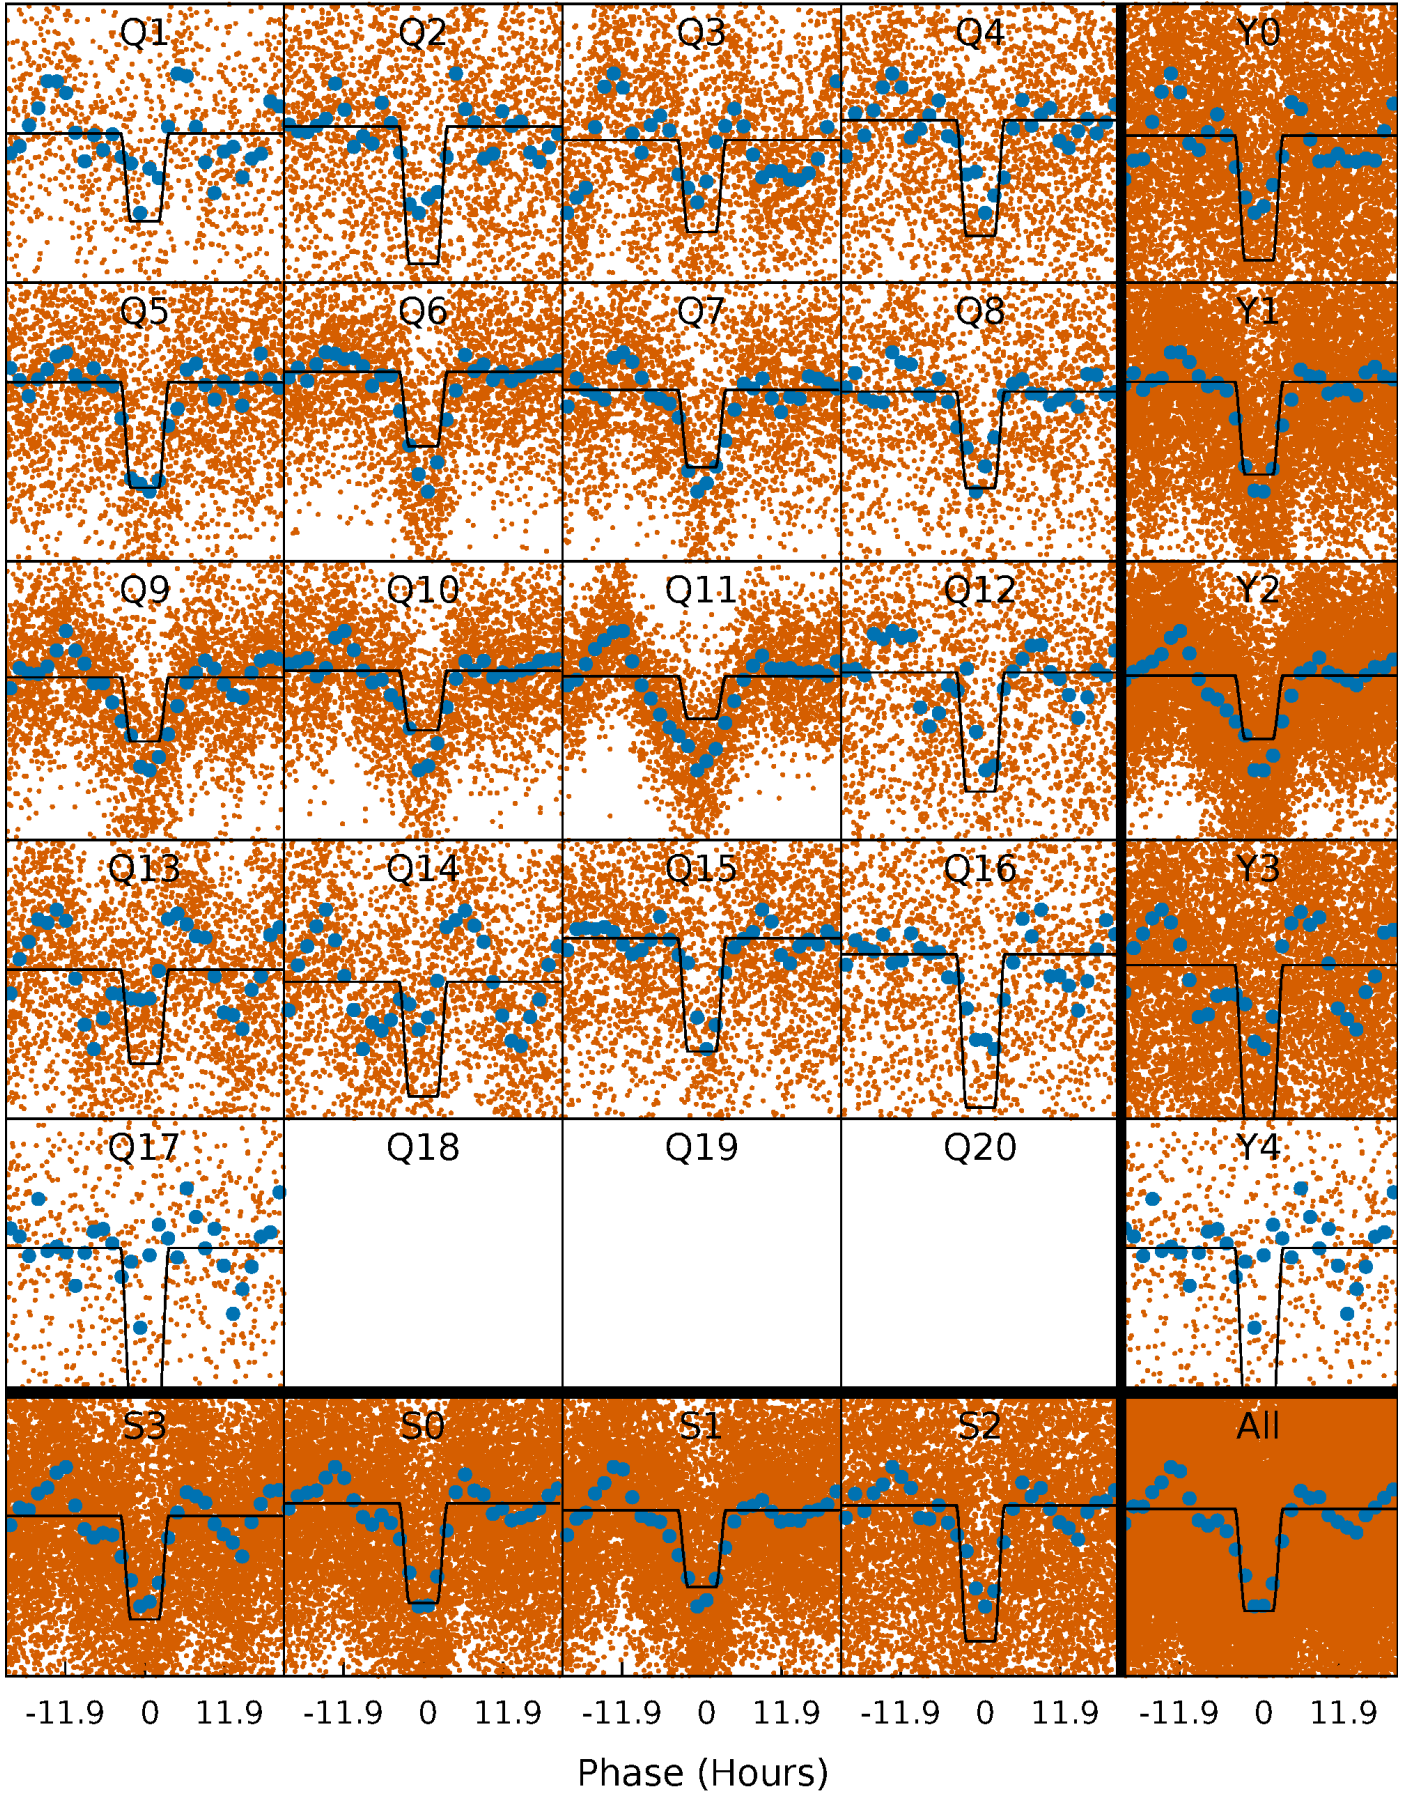 Q1 Q2 Q3 Q4 Y0
Q5 Q6 Q7 Q8 Y1
Q9 Q10 Q11 Q12 Y2
Q13 Q14 Q15 Q16 Y3
Q17 Q18 Q19 Q20 Y4
S3 S0 S1 S2 All
-11.9 0 11.9 -11.9 0 11.9 -11.9 0 11.9 -11.9 0 11.9 -11.9 0 11.9
Phase (Hours)